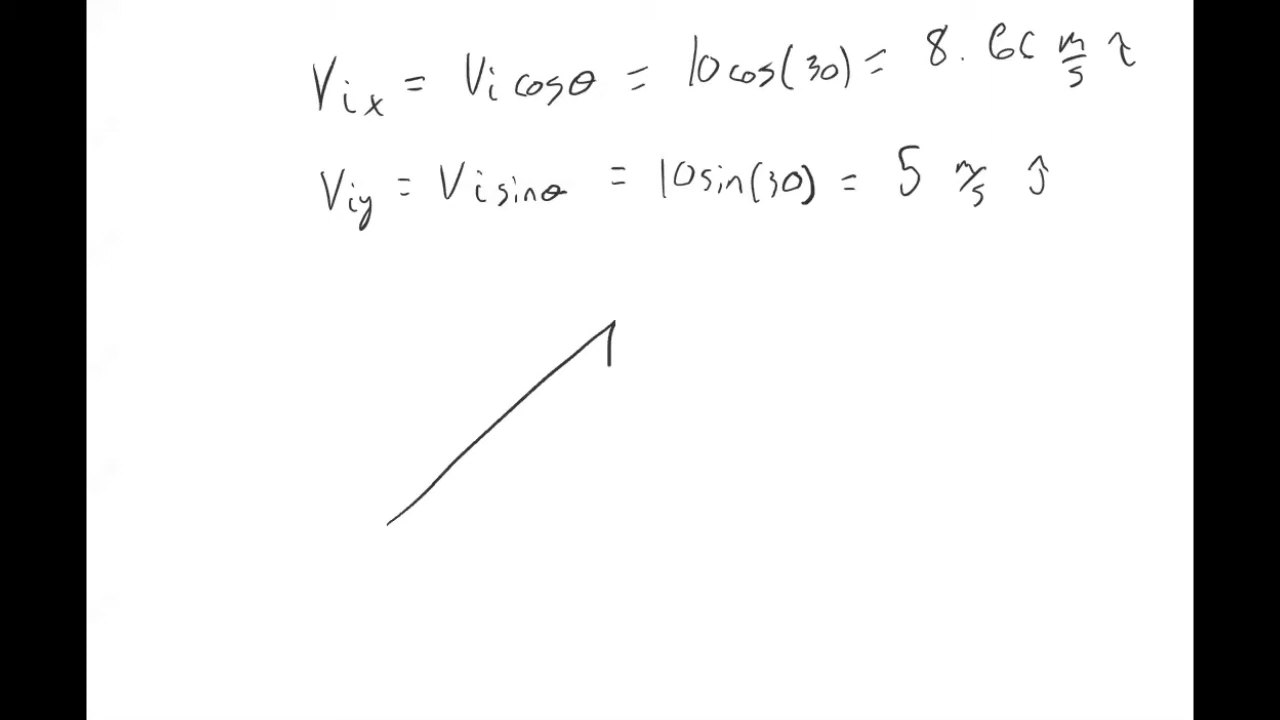 Vix = Vi cosθ = 10cos(30) = 8.66 m/s î
Viy = Vi sinθ = 10sin(30) = 5 m/s ĵ